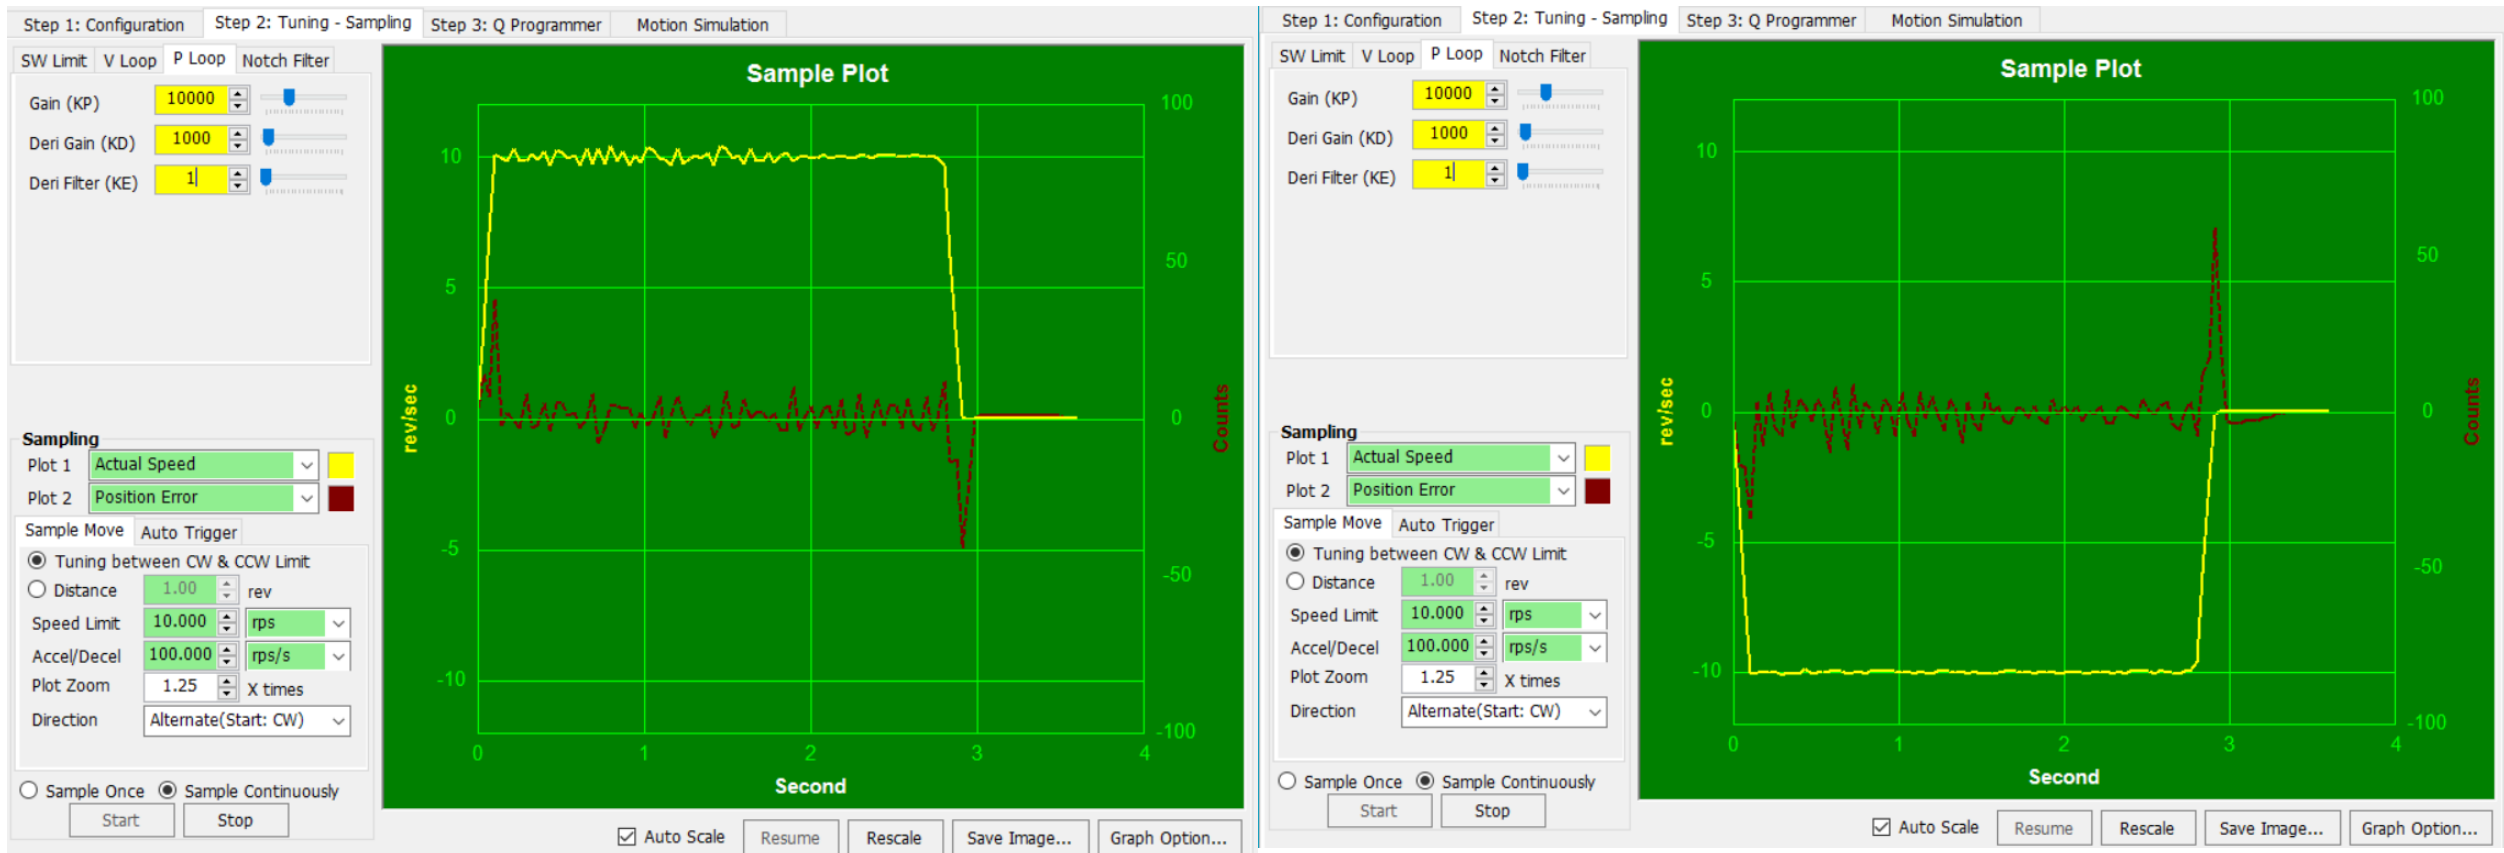 Step 1: Configuration Step 2: Tuning - Sampling Step 3: Q Programmer Motion Simulation
SW Limit V Loop P Loop Notch Filter
Gain (KP) 10000
Deri Gain (KD) 1000
Deri Filter (KE) 1
Sampling
Plot 1 Actual Speed
Plot 2 Position Error
Sample Move Auto Trigger
Tuning between CW & CCW Limit
Distance 1.00 rev
Speed Limit 10.000 rps
Accel/Decel 100.000 rps/s
Plot Zoom 1.25 X times
Direction Alternate(Start: CW)
Sample Once Sample Continuously
Start Stop
Sample Plot
100
10
50
5
0 0
rev/sec
Counts
-5
-50
-10
-100
0 1 2 3 4
Second
Auto Scale Resume Rescale Save Image... Graph Option...
Step 1: Configuration Step 2: Tuning - Sampling Step 3: Q Programmer Motion Simulation
SW Limit V Loop P Loop Notch Filter
Gain (KP) 10000
Deri Gain (KD) 1000
Deri Filter (KE) 1
Sampling
Plot 1 Actual Speed
Plot 2 Position Error
Sample Move Auto Trigger
Tuning between CW & CCW Limit
Distance 1.00 rev
Speed Limit 10.000 rps
Accel/Decel 100.000 rps/s
Plot Zoom 1.25 X times
Direction Alternate(Start: CW)
Sample Once Sample Continuously
Start Stop
Sample Plot
100
10
50
5
0 0
rev/sec
Counts
-5
-50
-10
-100
0 1 2 3 4
Second
Auto Scale Resume Rescale Save Image... Graph Option...